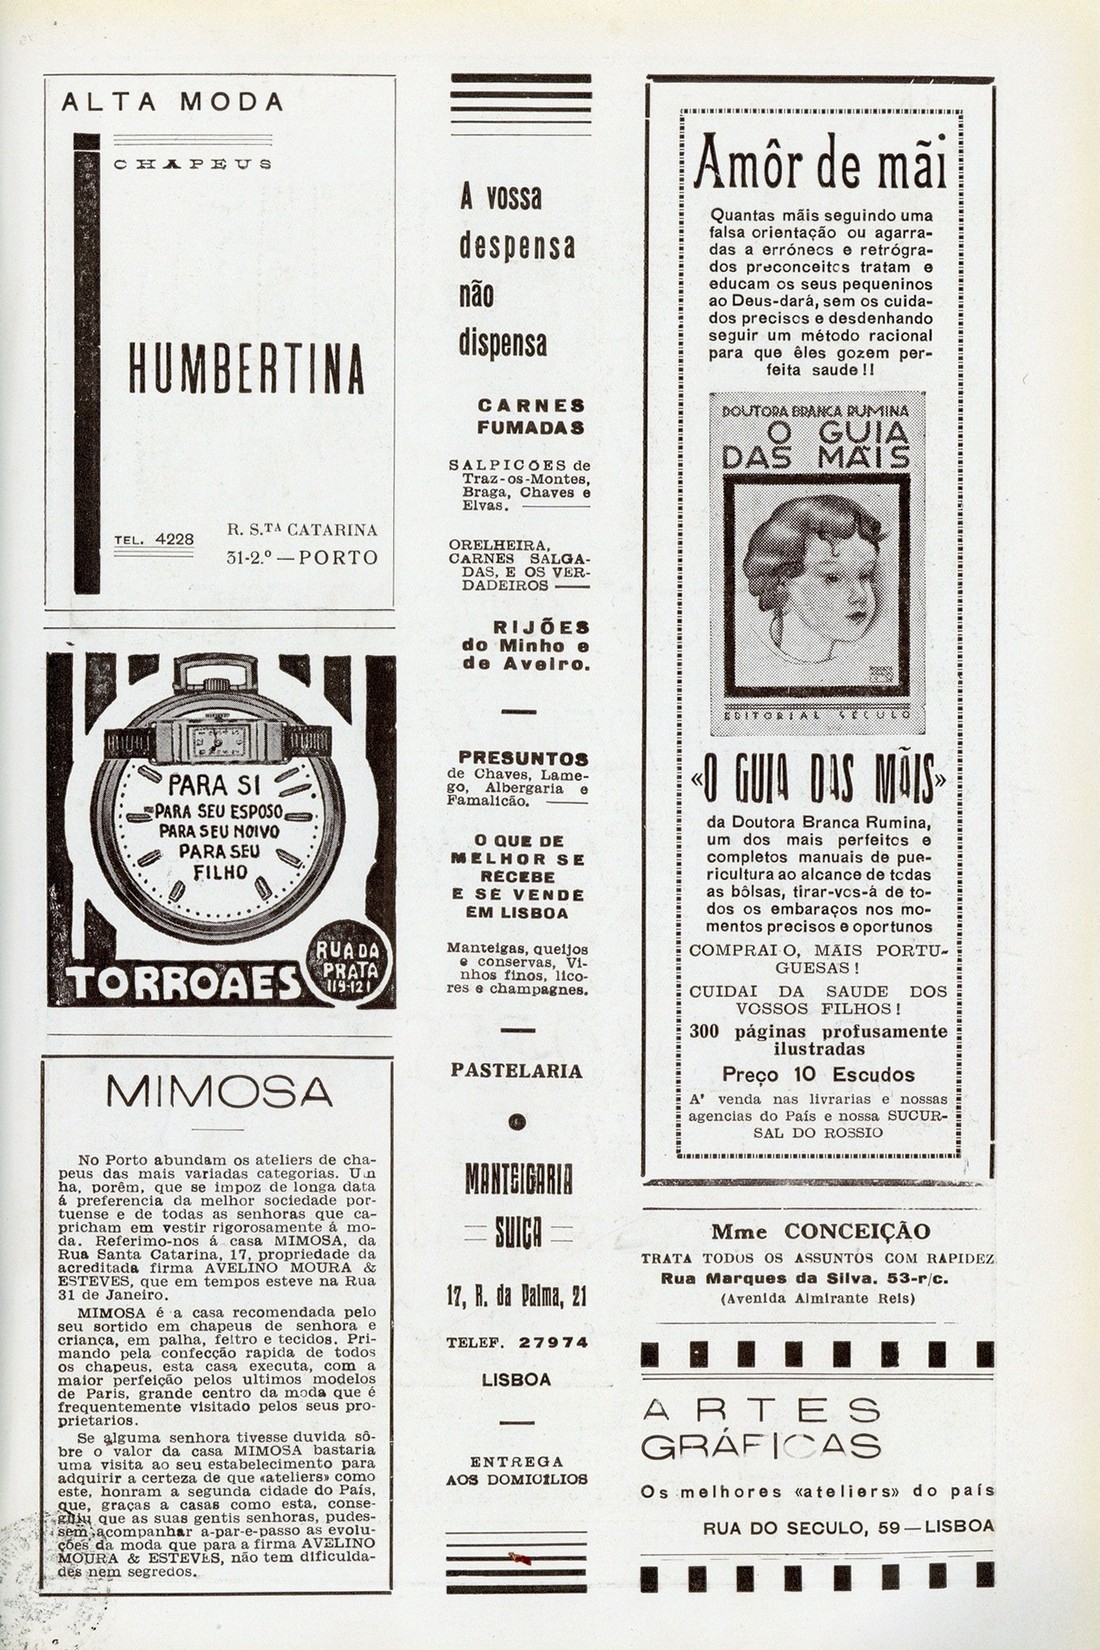 ALTA MODA
CHAPEUS
HUMBERTINA
TEL. 4228
R. S.TA CATARINA
31-2.º — PORTO
PARA SI
PARA SEU ESPOSO
PARA SEU NOIVO
PARA SEU
FILHO
TORROAES
RUA DA
PRATA
119-121
MIMOSA
No Porto abundam os ateliers de cha-
peus das mais variadas categorias. Um
ha, porêm, que se impoz de longa data
á preferencia da melhor sociedade por-
tuense e de todas as senhoras que ca-
pricham em vestir rigorosamente á mo-
da. Referimo-nos á casa MIMOSA, da
Rua Santa Catarina, 17, propriedade da
acreditada firma AVELINO MOURA &
ESTEVES, que em tempos esteve na Rua
31 de Janeiro.
MIMOSA é a casa recomendada pelo
seu sortido em chapeus de senhora e
criança, em palha, feltro e tecidos. Pri-
mando pela confecção rapida de todos
os chapeus, esta casa executa, com a
maior perfeição pelos ultimos modelos
de Paris, grande centro da moda que é
frequentemente visitado pelos seus pro-
prietarios.
Se alguma senhora tivesse duvida sô-
bre o valor da casa MIMOSA bastaria
uma visita ao seu estabelecimento para
adquirir a certeza de que «ateliers» como
este, honram a segunda cidade do País,
que, graças a casas como esta, conse-
guiu que as suas gentis senhoras, pudes-
sem acompanhar a-par-e-passo as evolu-
ções da moda que para a firma AVELINO
MOURA & ESTEVES, não tem dificulda-
des nem segredos.
A vossa
despensa
não
dispensa
CARNES
FUMADAS
SALPICÕES de
Traz-os-Montes,
Braga, Chaves e
Elvas.
ORELHEIRA,
CARNES SALGA-
DAS, E OS VER-
DADEIROS
RIJÕES
do Minho e
de Aveiro.
PRESUNTOS
de Chaves, Lame-
go, Albergaria e
Famalicão.
O QUE DE
MELHOR SE
RECEBE
E SE VENDE
EM LISBOA
Manteigas, queijos
e conservas, Vi-
nhos finos, lico-
res e champagnes.
PASTELARIA
MANTEIGARIA
SUIÇA
17, R. da Palma, 21
TELEF. 27974
LISBOA
ENTREGA
AOS DOMICÍLIOS
Amôr de mãi
Quantas mãis seguindo uma
falsa orientação ou agarra-
das a erróneos e retrógra-
dos preconceitos tratam e
educam os seus pequeninos
ao Deus-dará, sem os cuida-
dos precisos e desdenhando
seguir um método racional
para que êles gozem per-
feita saude!!
DOUTORA BRANCA RUMINA
O GUIA
DAS MÃIS
EDITORIAL SÉCULO
«O GUIA DAS MÃIS»
da Doutora Branca Rumina,
um dos mais perfeitos e
completos manuais de pue-
ricultura ao alcance de todas
as bôlsas, tirar-vos-á de to-
dos os embaraços nos mo-
mentos precisos e oportunos
COMPRAI O, MÃIS PORTU-
GUESAS!
CUIDAI DA SAUDE DOS
VOSSOS FILHOS!
300 páginas profusamente
ilustradas
Preço 10 Escudos
A' venda nas livrarias e nossas
agencias do País e nossa SUCUR-
SAL DO ROSSIO
Mme CONCEIÇÃO
TRATA TODOS OS ASSUNTOS COM RAPIDEZ
Rua Marques da Silva. 53-r/c.
(Avenida Almirante Reis)
ARTES
GRÁFICAS
Os melhores «ateliers» do país
RUA DO SECULO, 59 — LISBOA